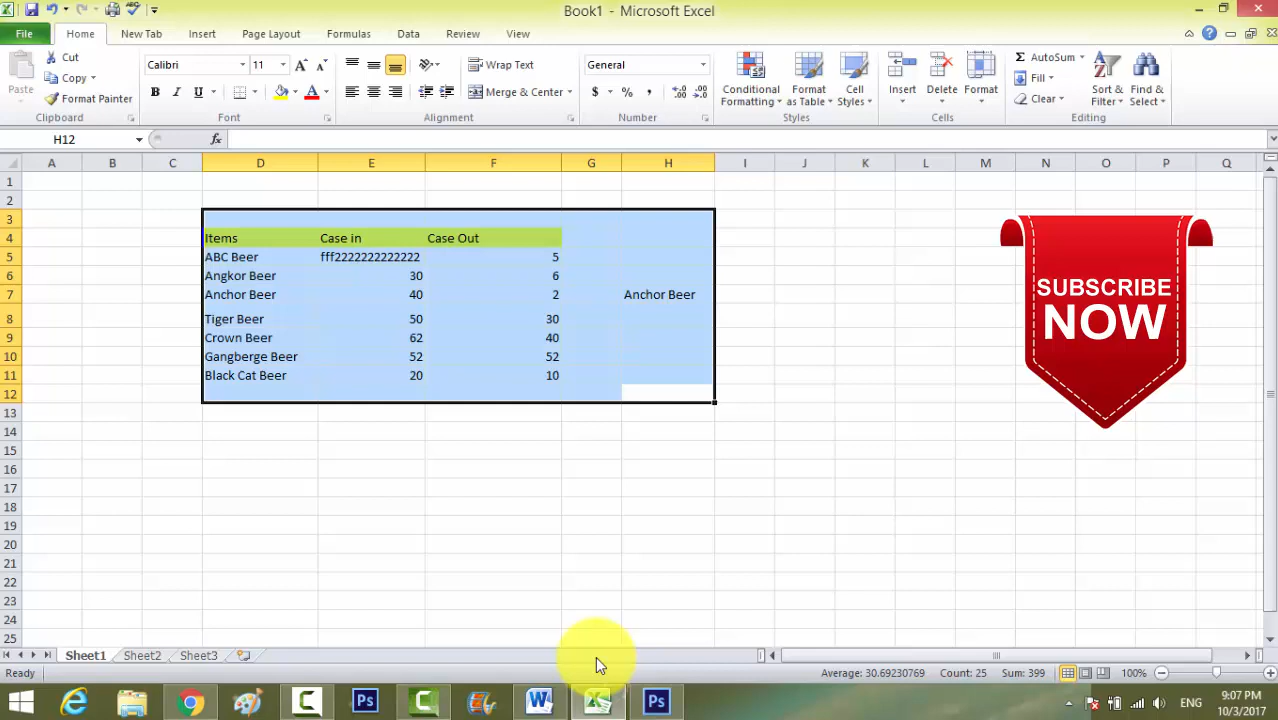 Book1 - Microsoft Excel
File Home New Tab Insert Page Layout Formulas Data Review View
Cut
Copy
Format Painter
Paste
Clipboard
Calibri 11
B I U
Font
Wrap Text
Merge & Center
Alignment
General
$ % ,
Number
Conditional Formatting
Format as Table
Cell Styles
Styles
Insert Delete Format
Cells
AutoSum
Fill
Clear
Sort & Filter
Find & Select
Editing
H12 fx
A B C D E F G H I J K L M N O P Q
1
2
3
4 Items Case in Case Out
5 ABC Beer fff2222222222222 5
6 Angkor Beer 30 6
7 Anchor Beer 40 2 Anchor Beer
8 Tiger Beer 50 30
9 Crown Beer 62 40
10 Gangberge Beer 52 52
11 Black Cat Beer 20 10
12
13
14
15
16
17
18
19
20
21
22
23
24
25
SUBSCRIBE
NOW
Sheet1 Sheet2 Sheet3
Ready Average: 30.69230769 Count: 25 Sum: 399 100%
ENG
9:07 PM
10/3/2017